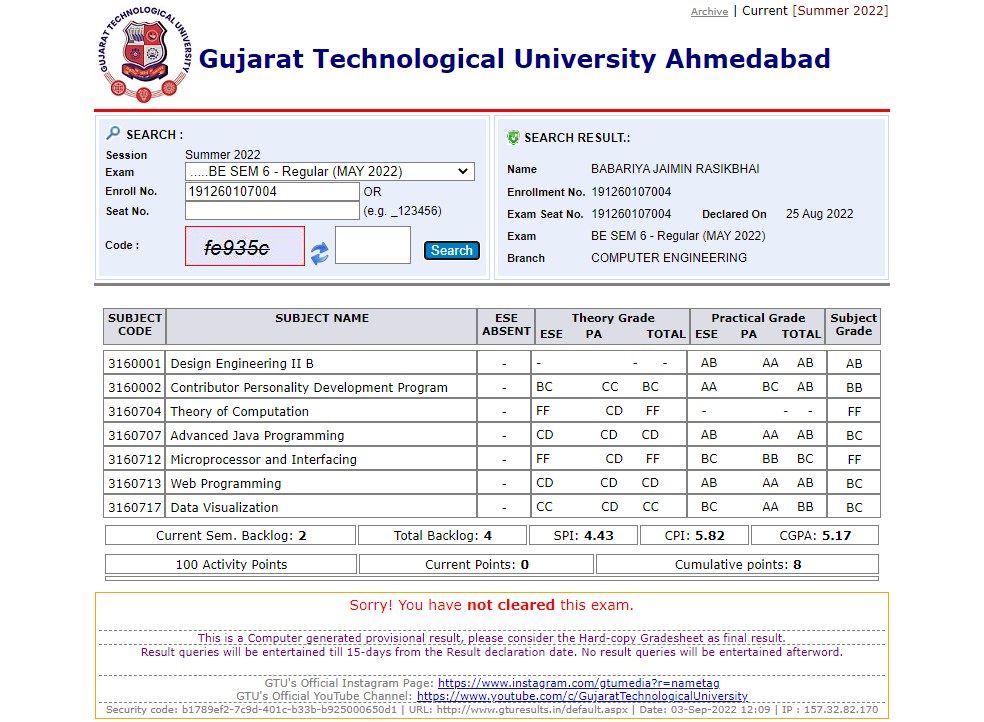 Archive | Current [Summer 2022]
GUJARAT TECHNOLOGICAL UNIVERSITY
Gujarat Technological University Ahmedabad
SEARCH :
Session Summer 2022
Exam .....BE SEM 6 - Regular (MAY 2022)
Enroll No. 191260107004 OR
Seat No. (e.g. _123456)
Code : fe935c Search
SEARCH RESULT.:
Name BABARIYA JAIMIN RASIKBHAI
Enrollment No. 191260107004
Exam Seat No. 191260107004 Declared On 25 Aug 2022
Exam BE SEM 6 - Regular (MAY 2022)
Branch COMPUTER ENGINEERING
SUBJECT CODE SUBJECT NAME ESE ABSENT Theory Grade ESE PA TOTAL Practical Grade ESE PA TOTAL Subject Grade
3160001 Design Engineering II B - - - - AB AA AB AB
3160002 Contributor Personality Development Program - BC CC BC AA BC AB BB
3160704 Theory of Computation - FF CD FF - - - FF
3160707 Advanced Java Programming - CD CD CD AB AA AB BC
3160712 Microprocessor and Interfacing - FF CD FF BC BB BC FF
3160713 Web Programming - CD CD CD AB AA AB BC
3160717 Data Visualization - CC CD CC BC AA BB BC
Current Sem. Backlog: 2 Total Backlog: 4 SPI: 4.43 CPI: 5.82 CGPA: 5.17
100 Activity Points Current Points: 0 Cumulative points: 8
Sorry! You have not cleared this exam.
This is a Computer generated provisional result, please consider the Hard-copy Gradesheet as final result.
Result queries will be entertained till 15-days from the Result declaration date. No result queries will be entertained afterword.
GTU's Official Instagram Page: https://www.instagram.com/gtumedia?r=nametag
GTU's Official YouTube Channel: https://www.youtube.com/c/GujaratTechnologicalUniversity
Security code: b1789ef2-7c9d-401c-b33b-b925000650d1 | URL: http://www.gturesults.in/default.aspx | Date: 03-Sep-2022 12:09 | IP : 157.32.82.170